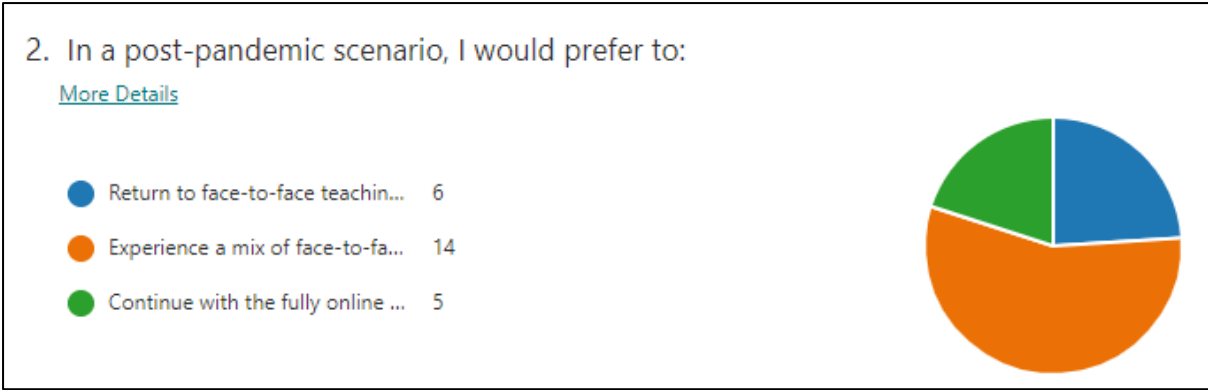 2. In a post-pandemic scenario, I would prefer to:
More Details
Return to face-to-face teachin... 6
Experience a mix of face-to-fa... 14
Continue with the fully online ... 5